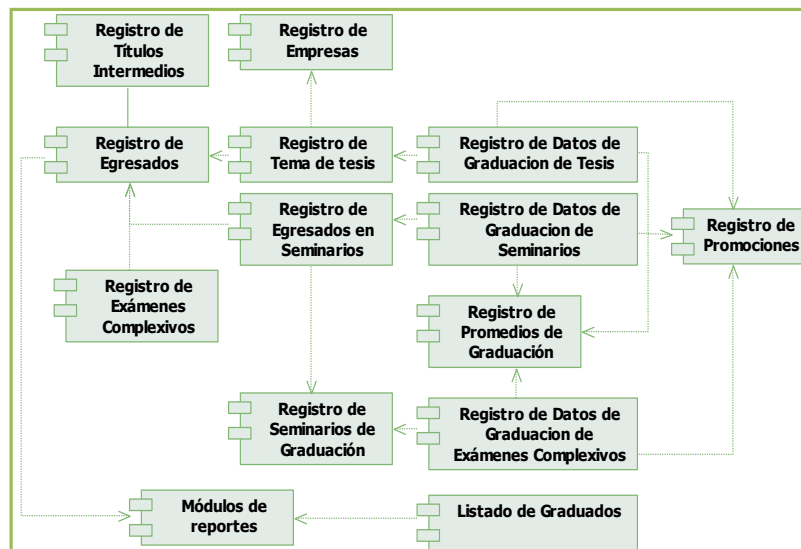 Registro de
Títulos
Intermedios
Registro de
Empresas
Registro de
Egresados
Registro de
Tema de tesis
Registro de Datos de
Graduacion de Tesis
Registro de
Egresados en
Seminarios
Registro de Datos de
Graduacion de
Seminarios
Registro de
Promociones
Registro de
Exámenes
Complexivos
Registro de
Promedios de
Graduación
Registro de
Seminarios de
Graduación
Registro de Datos de
Graduacion de
Exámenes Complexivos
Módulos de
reportes
Listado de Graduados